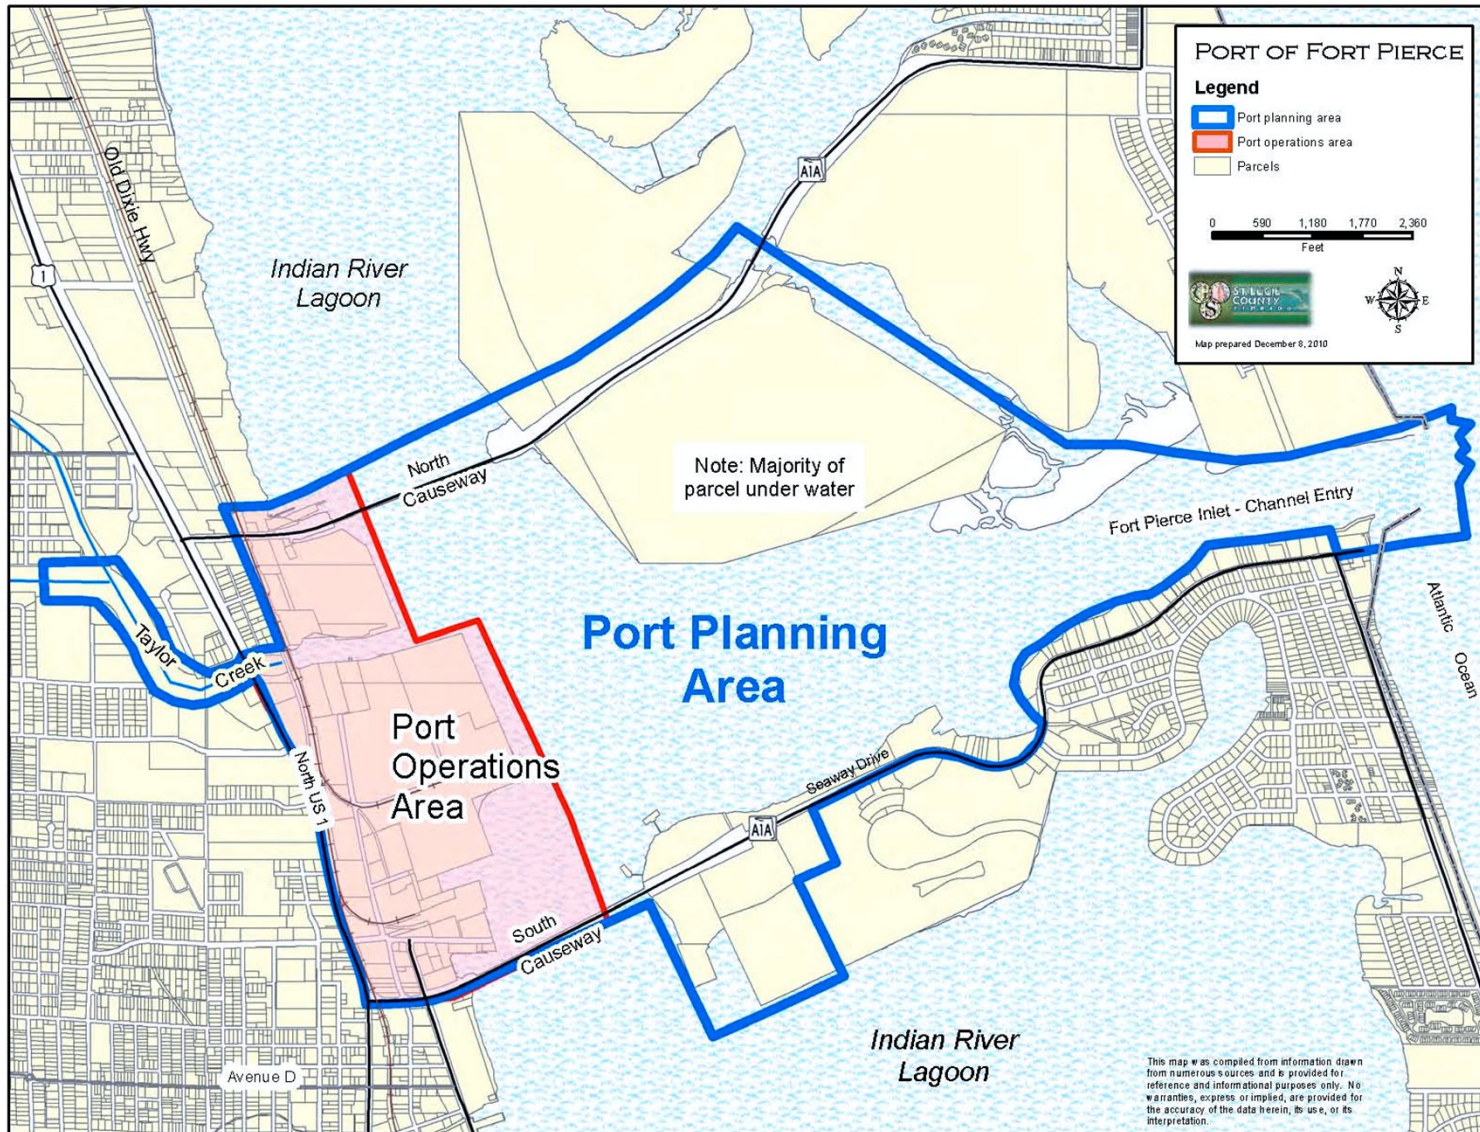 PORT OF FORT PIERCE
Legend
Port planning area
Port operations area
Parcels
0 590 1,180 1,770 2,360
Feet
ST LUCIE
COUNTY
N
W E
S
Map prepared December 8, 2010
A1A
Old Dixie Hwy
1
Indian River
Lagoon
North
Causeway
Note: Majority of
parcel under water
Fort Pierce Inlet - Channel Entry
Atlantic Ocean
Port Planning
Area
Taylor
Creek
Port
Operations
Area
North US 1
Seaway Drive
A1A
South
Causeway
Indian River
Lagoon
Avenue D
This map was compiled from information drawn
from numerous sources and is provided for
reference and informational purposes only. No
warranties, express or implied, are provided for
the accuracy of the data herein, its use, or its
interpretation.